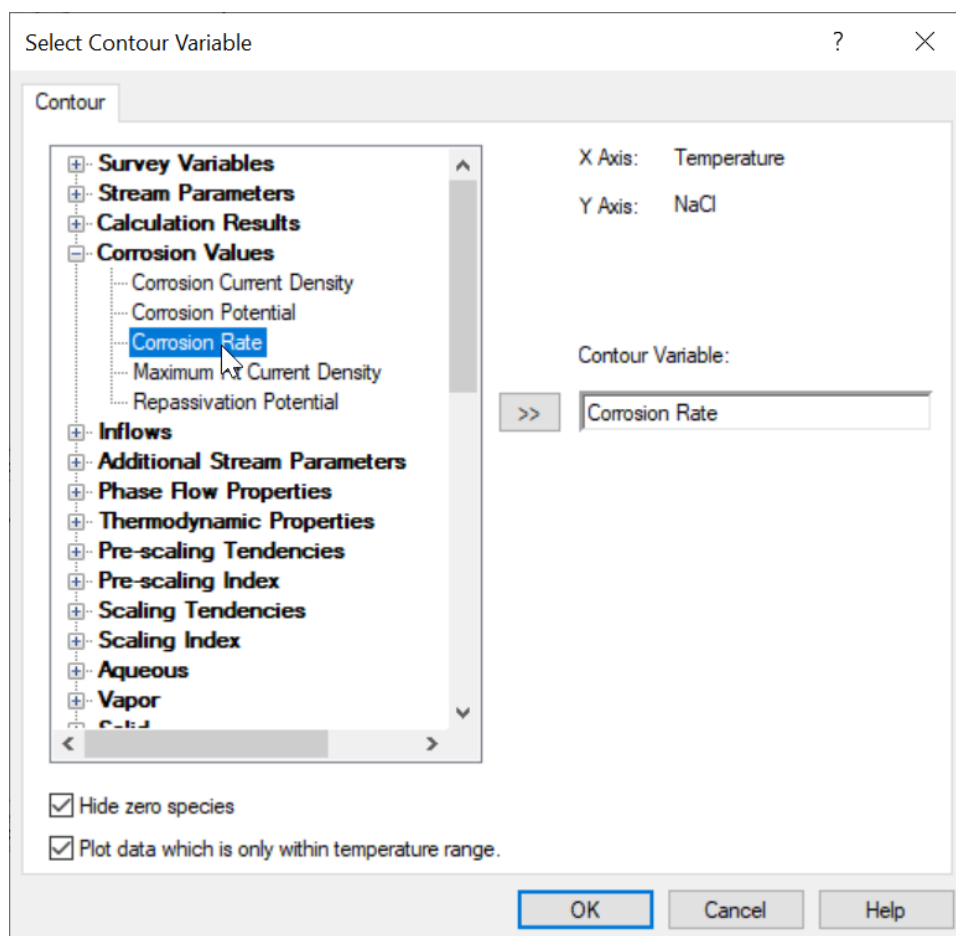 Select Contour Variable
?
Contour
Survey Variables
Stream Parameters
Calculation Results
Corrosion Values
Corrosion Current Density
Corrosion Potential
Corrosion Rate
Maximum Current Density
Repassivation Potential
Inflows
Additional Stream Parameters
Phase Flow Properties
Thermodynamic Properties
Pre-scaling Tendencies
Pre-scaling Index
Scaling Tendencies
Scaling Index
Aqueous
Vapor
Solid
X Axis: Temperature
Y Axis: NaCl
Contour Variable:
>>
Corrosion Rate
Hide zero species
Plot data which is only within temperature range.
OK
Cancel
Help